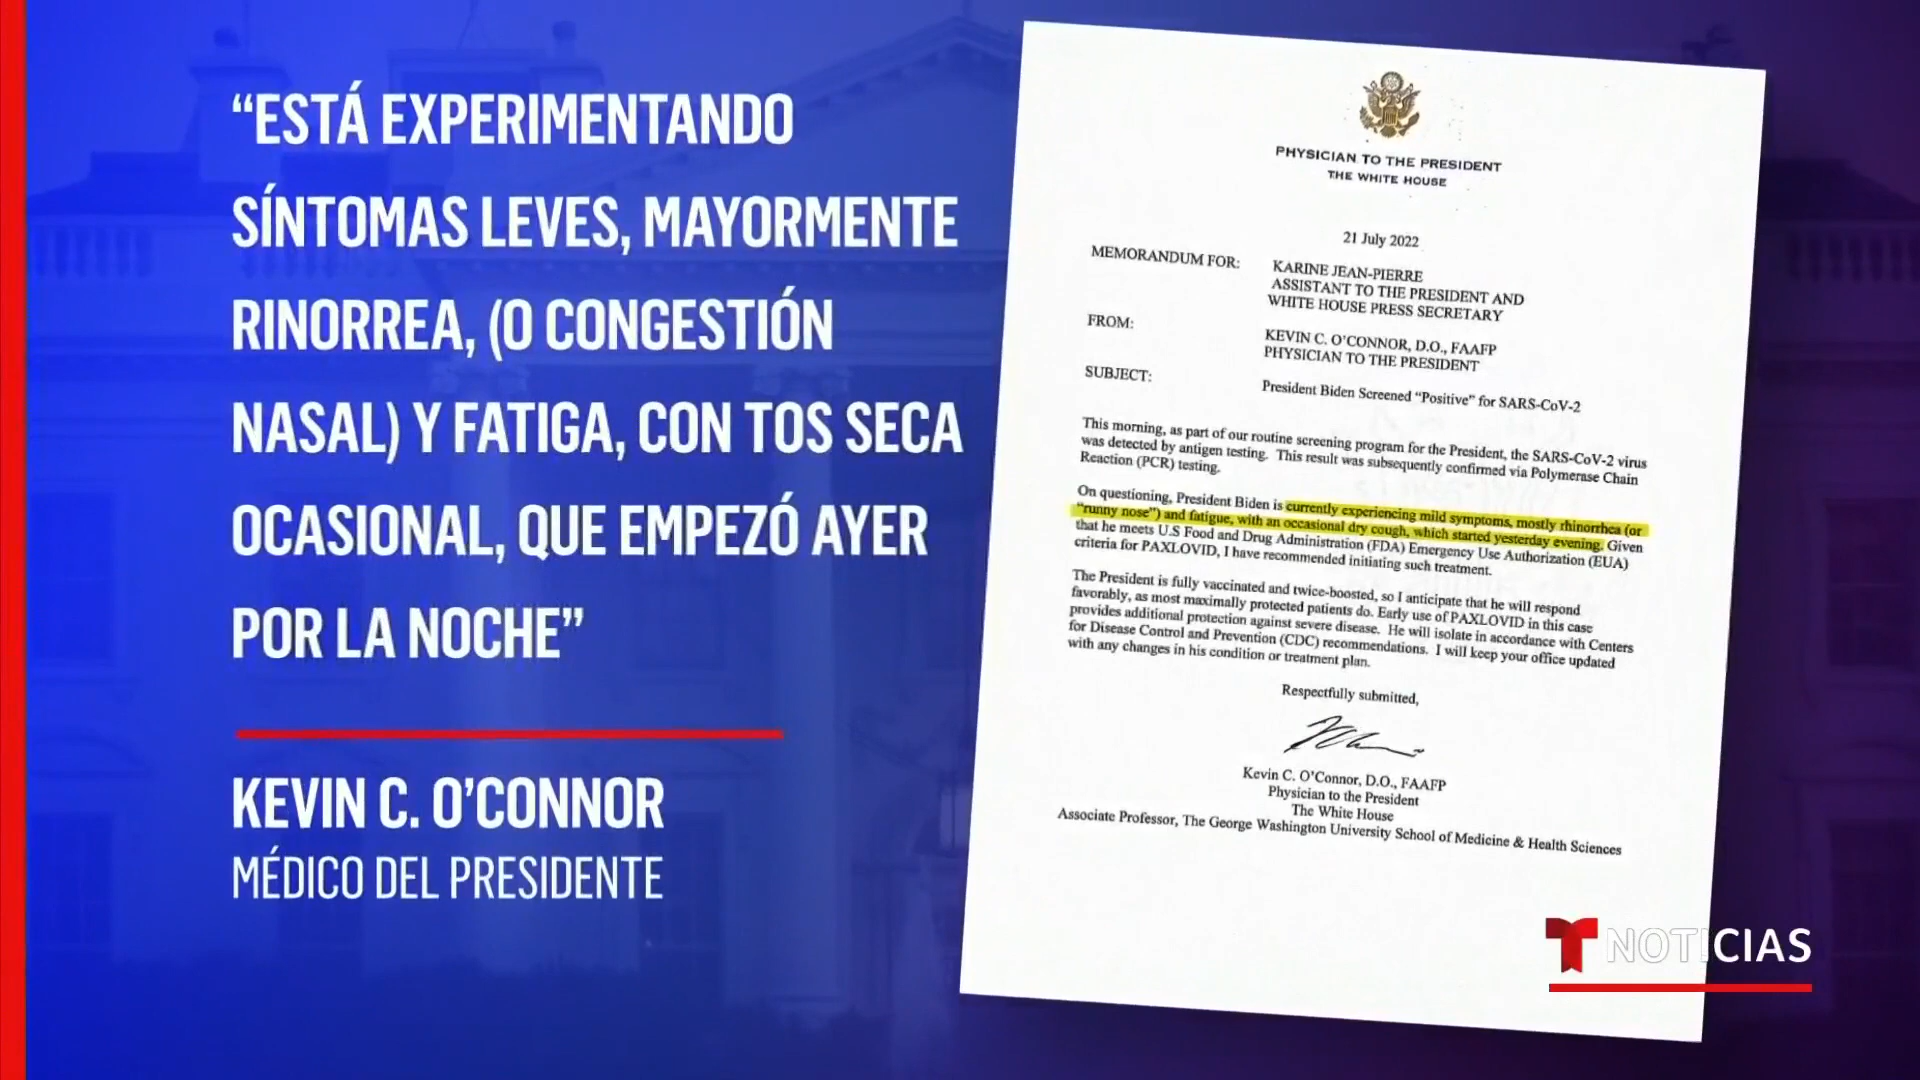 “ESTÁ EXPERIMENTANDO
SÍNTOMAS LEVES, MAYORMENTE
RINORREA, (O CONGESTIÓN
NASAL) Y FATIGA, CON TOS SECA
OCASIONAL, QUE EMPEZÓ AYER
POR LA NOCHE”
KEVIN C. O’CONNOR
MÉDICO DEL PRESIDENTE
PHYSICIAN TO THE PRESIDENT
THE WHITE HOUSE
21 July 2022
MEMORANDUM FOR: KARINE JEAN-PIERRE
ASSISTANT TO THE PRESIDENT AND
WHITE HOUSE PRESS SECRETARY
FROM: KEVIN C. O’CONNOR, D.O., FAAFP
PHYSICIAN TO THE PRESIDENT
SUBJECT: President Biden Screened “Positive” for SARS-CoV-2
This morning, as part of our routine screening program for the President, the SARS-CoV-2 virus
was detected by antigen testing. This result was subsequently confirmed via Polymerase Chain
Reaction (PCR) testing.
On questioning, President Biden is currently experiencing mild symptoms, mostly rhinorrhea (or
“runny nose”) and fatigue, with an occasional dry cough, which started yesterday evening. Given
that he meets U.S Food and Drug Administration (FDA) Emergency Use Authorization (EUA)
criteria for PAXLOVID, I have recommended initiating such treatment.
The President is fully vaccinated and twice-boosted, so I anticipate that he will respond
favorably, as most maximally protected patients do. Early use of PAXLOVID in this case
provides additional protection against severe disease. He will isolate in accordance with Centers
for Disease Control and Prevention (CDC) recommendations. I will keep your office updated
with any changes in his condition or treatment plan.
Respectfully submitted,
Kevin C. O’Connor, D.O., FAAFP
Physician to the President
The White House
Associate Professor, The George Washington University School of Medicine & Health Sciences
T NOTICIAS